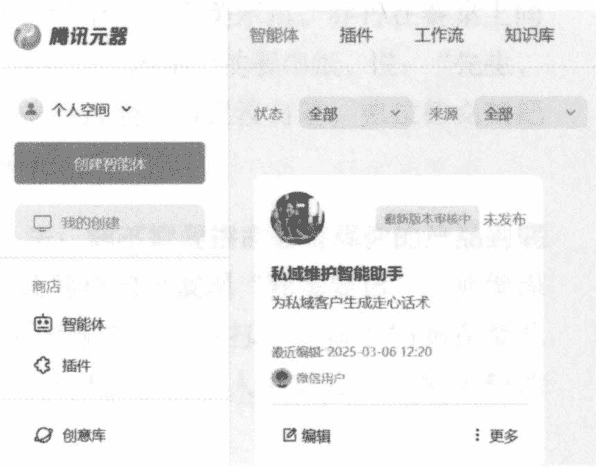 腾讯元器
智能体 插件 工作流 知识库
个人空间
状态 全部 来源 全部
创建智能体
我的创建
最新版本审核中 未发布
私域维护智能助手
为私域客户生成走心话术
商店
智能体
插件
最近编辑: 2025-03-06 12:20
微信用户
创意库
编辑 更多